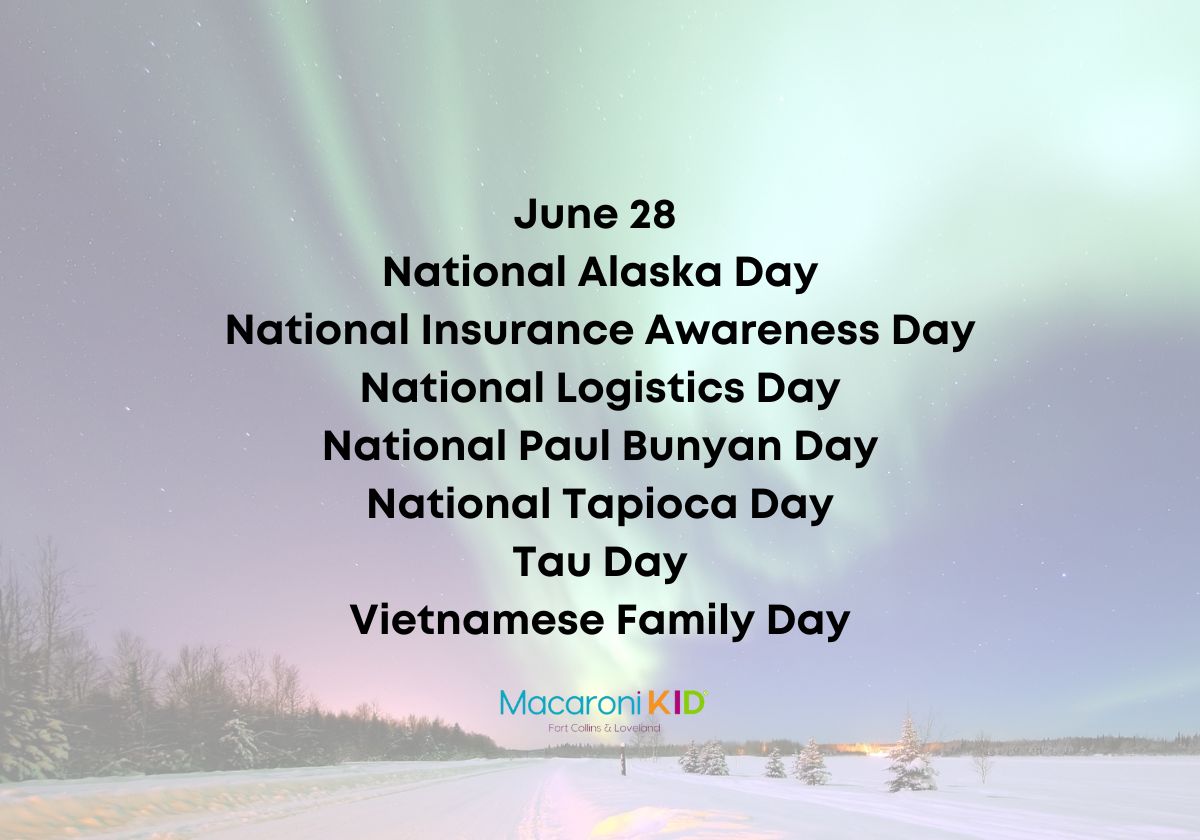 June 28
National Alaska Day
National Insurance Awareness Day
National Logistics Day
National Paul Bunyan Day
National Tapioca Day
Tau Day
Vietnamese Family Day
Macaroni KID
Fort Collins & Loveland